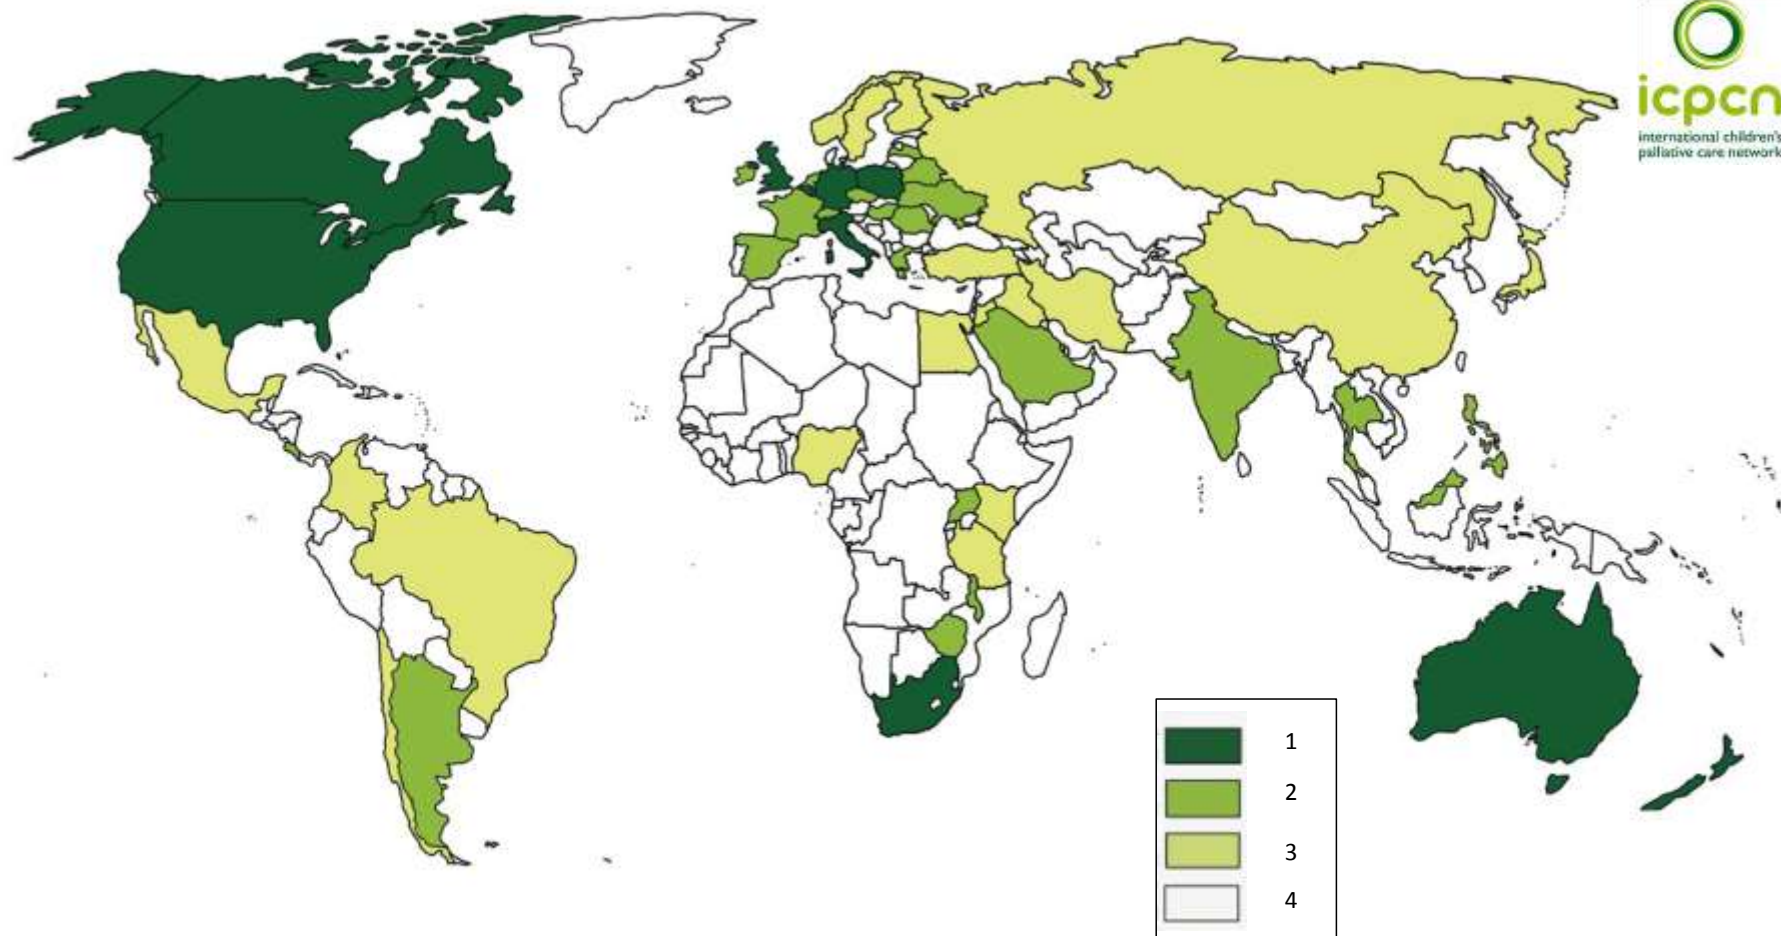 icpcn
international children's
palliative care network
1
2
3
4